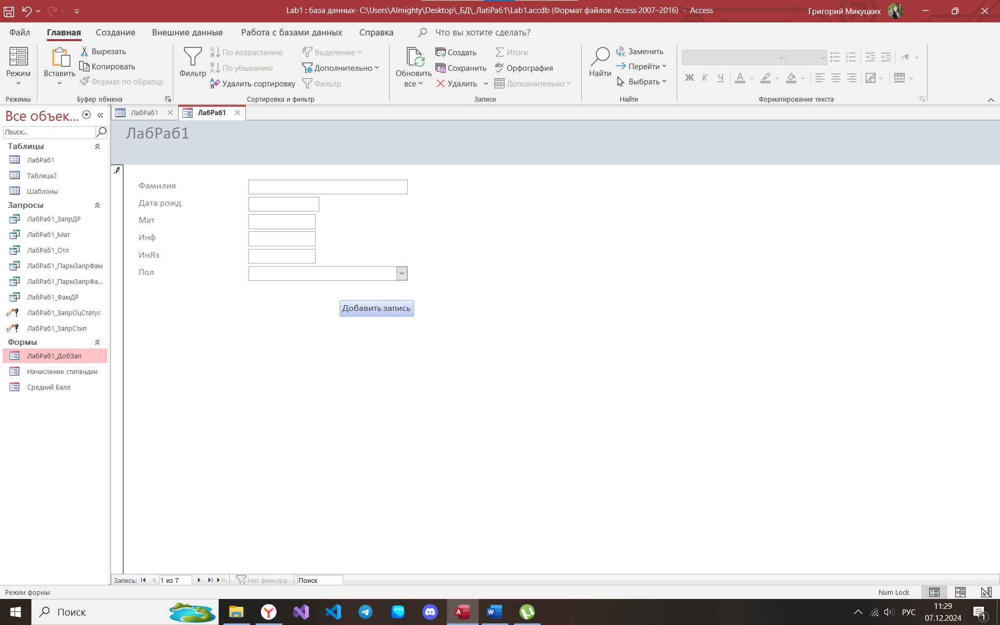 Lab1 : база данных- C:\Users\Almighty\Desktop\_БД\_ЛабРаб1\Lab1.accdb (Формат файлов Access 2007–2016) - Access
Григорий Микуцких
Файл Главная Создание Внешние данные Работа с базами данных Справка Что вы хотите сделать?
Режим
Режимы
Вставить
Вырезать
Копировать
Формат по образцу
Буфер обмена
Фильтр
По возрастанию
По убыванию
Удалить сортировку
Выделение
Дополнительно
Фильтр
Сортировка и фильтр
Обновить
все
Создать
Сохранить
Удалить
Итоги
Орфография
Дополнительно
Записи
Найти
Заменить
Перейти
Выбрать
Найти
Ж К Ч
Форматирование текста
Все объек...
Поиск...
Таблицы
ЛабРаб1
Таблица2
Шаблоны
Запросы
ЛабРаб1_ЗапрДР
ЛабРаб1_Мат
ЛабРаб1_Отл
ЛабРаб1_ПармЗапрФам
ЛабРаб1_ПармЗапрФа...
ЛабРаб1_ФамДР
ЛабРаб1_ЗапрОцСтатус
ЛабРаб1_ЗапрСтип
Формы
ЛабРаб1_ДобЗап
Начисление стипендии
Средний Балл
ЛабРаб1 ЛабРаб1
ЛабРаб1
Фамилия
Дата рожд
Мат
Инф
ИнЯз
Пол
Добавить запись
Запись: 1 из 7 Нет фильтра Поиск
Режим формы
Num Lock
Поиск
РУС
11:29
07.12.2024
1